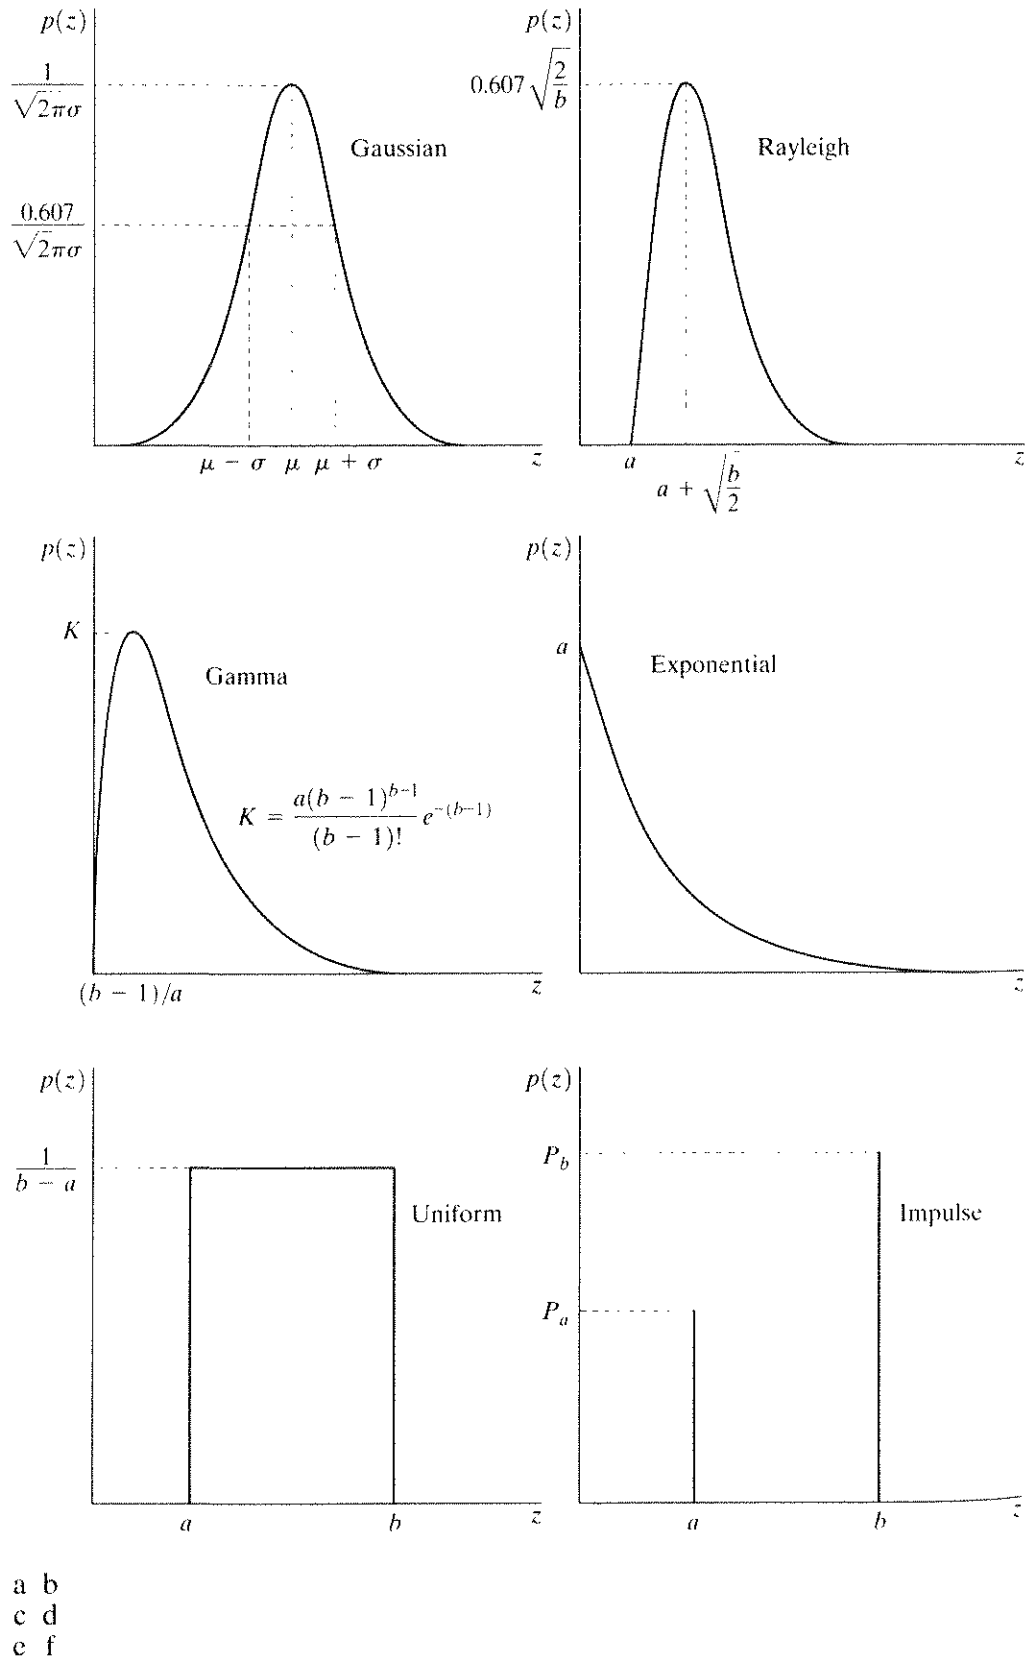 p(z)
1/√2πσ
0.607/√2πσ
Gaussian
μ − σ μ μ + σ z
p(z)
0.607 √2/b
Rayleigh
a z
a + √b/2
p(z)
K
Gamma
K = a(b − 1)^{b−1}/(b − 1)! e^{−(b−1)}
(b − 1)/a z
p(z)
a
Exponential
z
p(z)
1/b − a
Uniform
a b z
p(z)
P_b
Impulse
P_a
a b z
a b
c d
e f